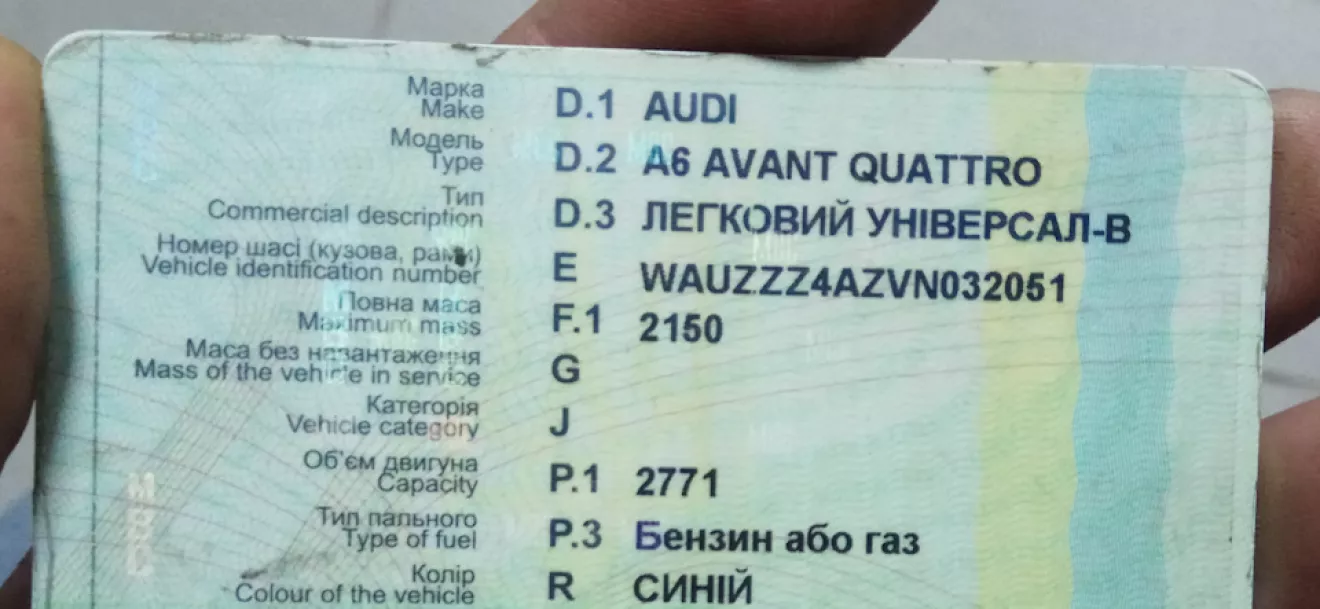 Марка
Make D.1 AUDI
Модель
Type D.2 A6 AVANT QUATTRO
Тип
Commercial description D.3 ЛЕГКОВИЙ УНІВЕРСАЛ-В
Номер шасі (кузова, рами)
Vehicle identification number E WAUZZZ4AZVN032051
Повна маса
Maximum mass F.1 2150
Маса без навантаження
Mass of the vehicle in service G
Категорія
Vehicle category J
Об'єм двигуна
Capacity P.1 2771
Тип пального
Type of fuel P.3 Бензин або газ
Колір
Colour of the vehicle R СИНІЙ